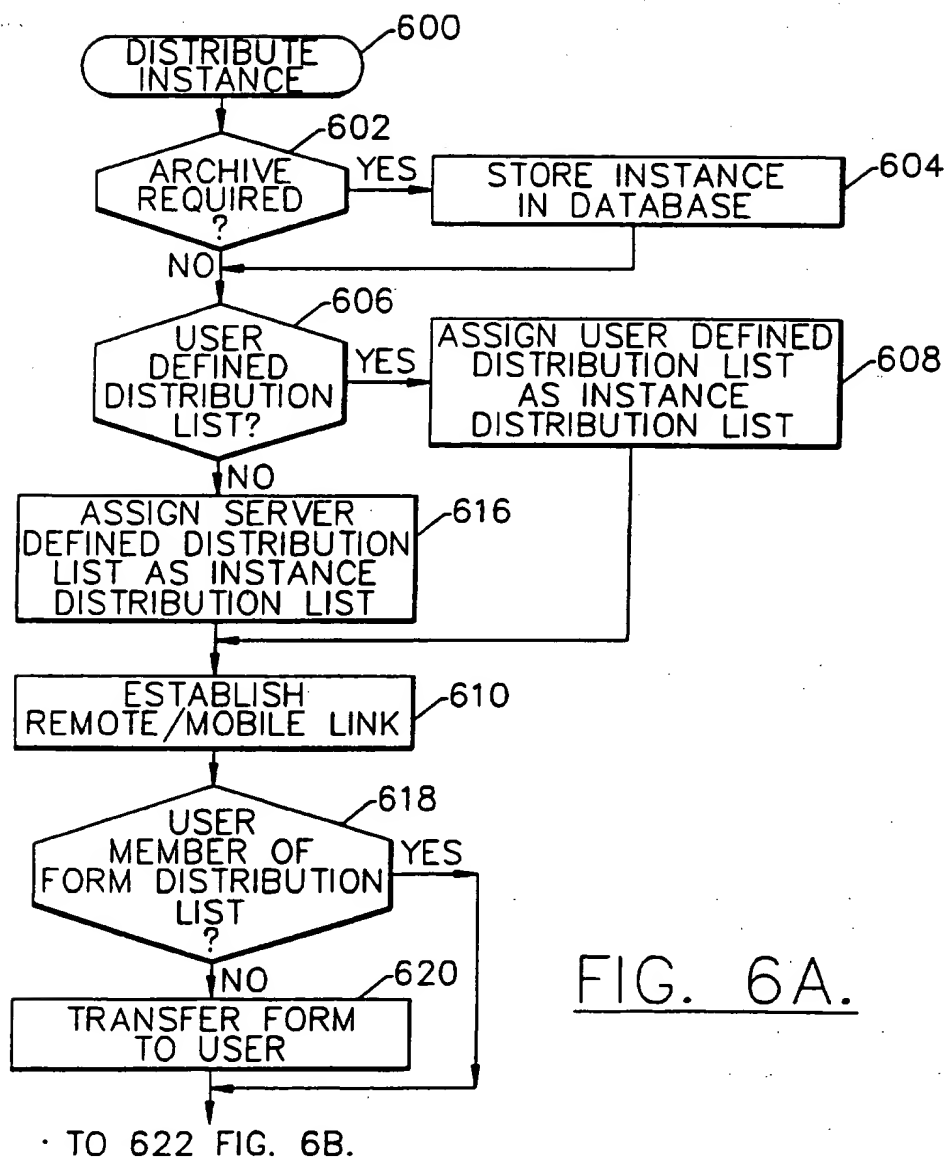 DISTRIBUTE
INSTANCE
600
ARCHIVE
REQUIRED
?
602
YES
STORE INSTANCE
IN DATABASE
604
NO
USER
DEFINED
DISTRIBUTION
LIST?
606
YES
ASSIGN USER DEFINED
DISTRIBUTION LIST
AS INSTANCE
DISTRIBUTION LIST
608
NO
ASSIGN SERVER
DEFINED DISTRIBUTION
LIST AS INSTANCE
DISTRIBUTION LIST
616
ESTABLISH
REMOTE/MOBILE LINK
610
USER
MEMBER OF
FORM DISTRIBUTION
LIST
?
618
YES
NO
TRANSFER FORM
TO USER
620
TO 622 FIG. 6B.
FIG. 6A.